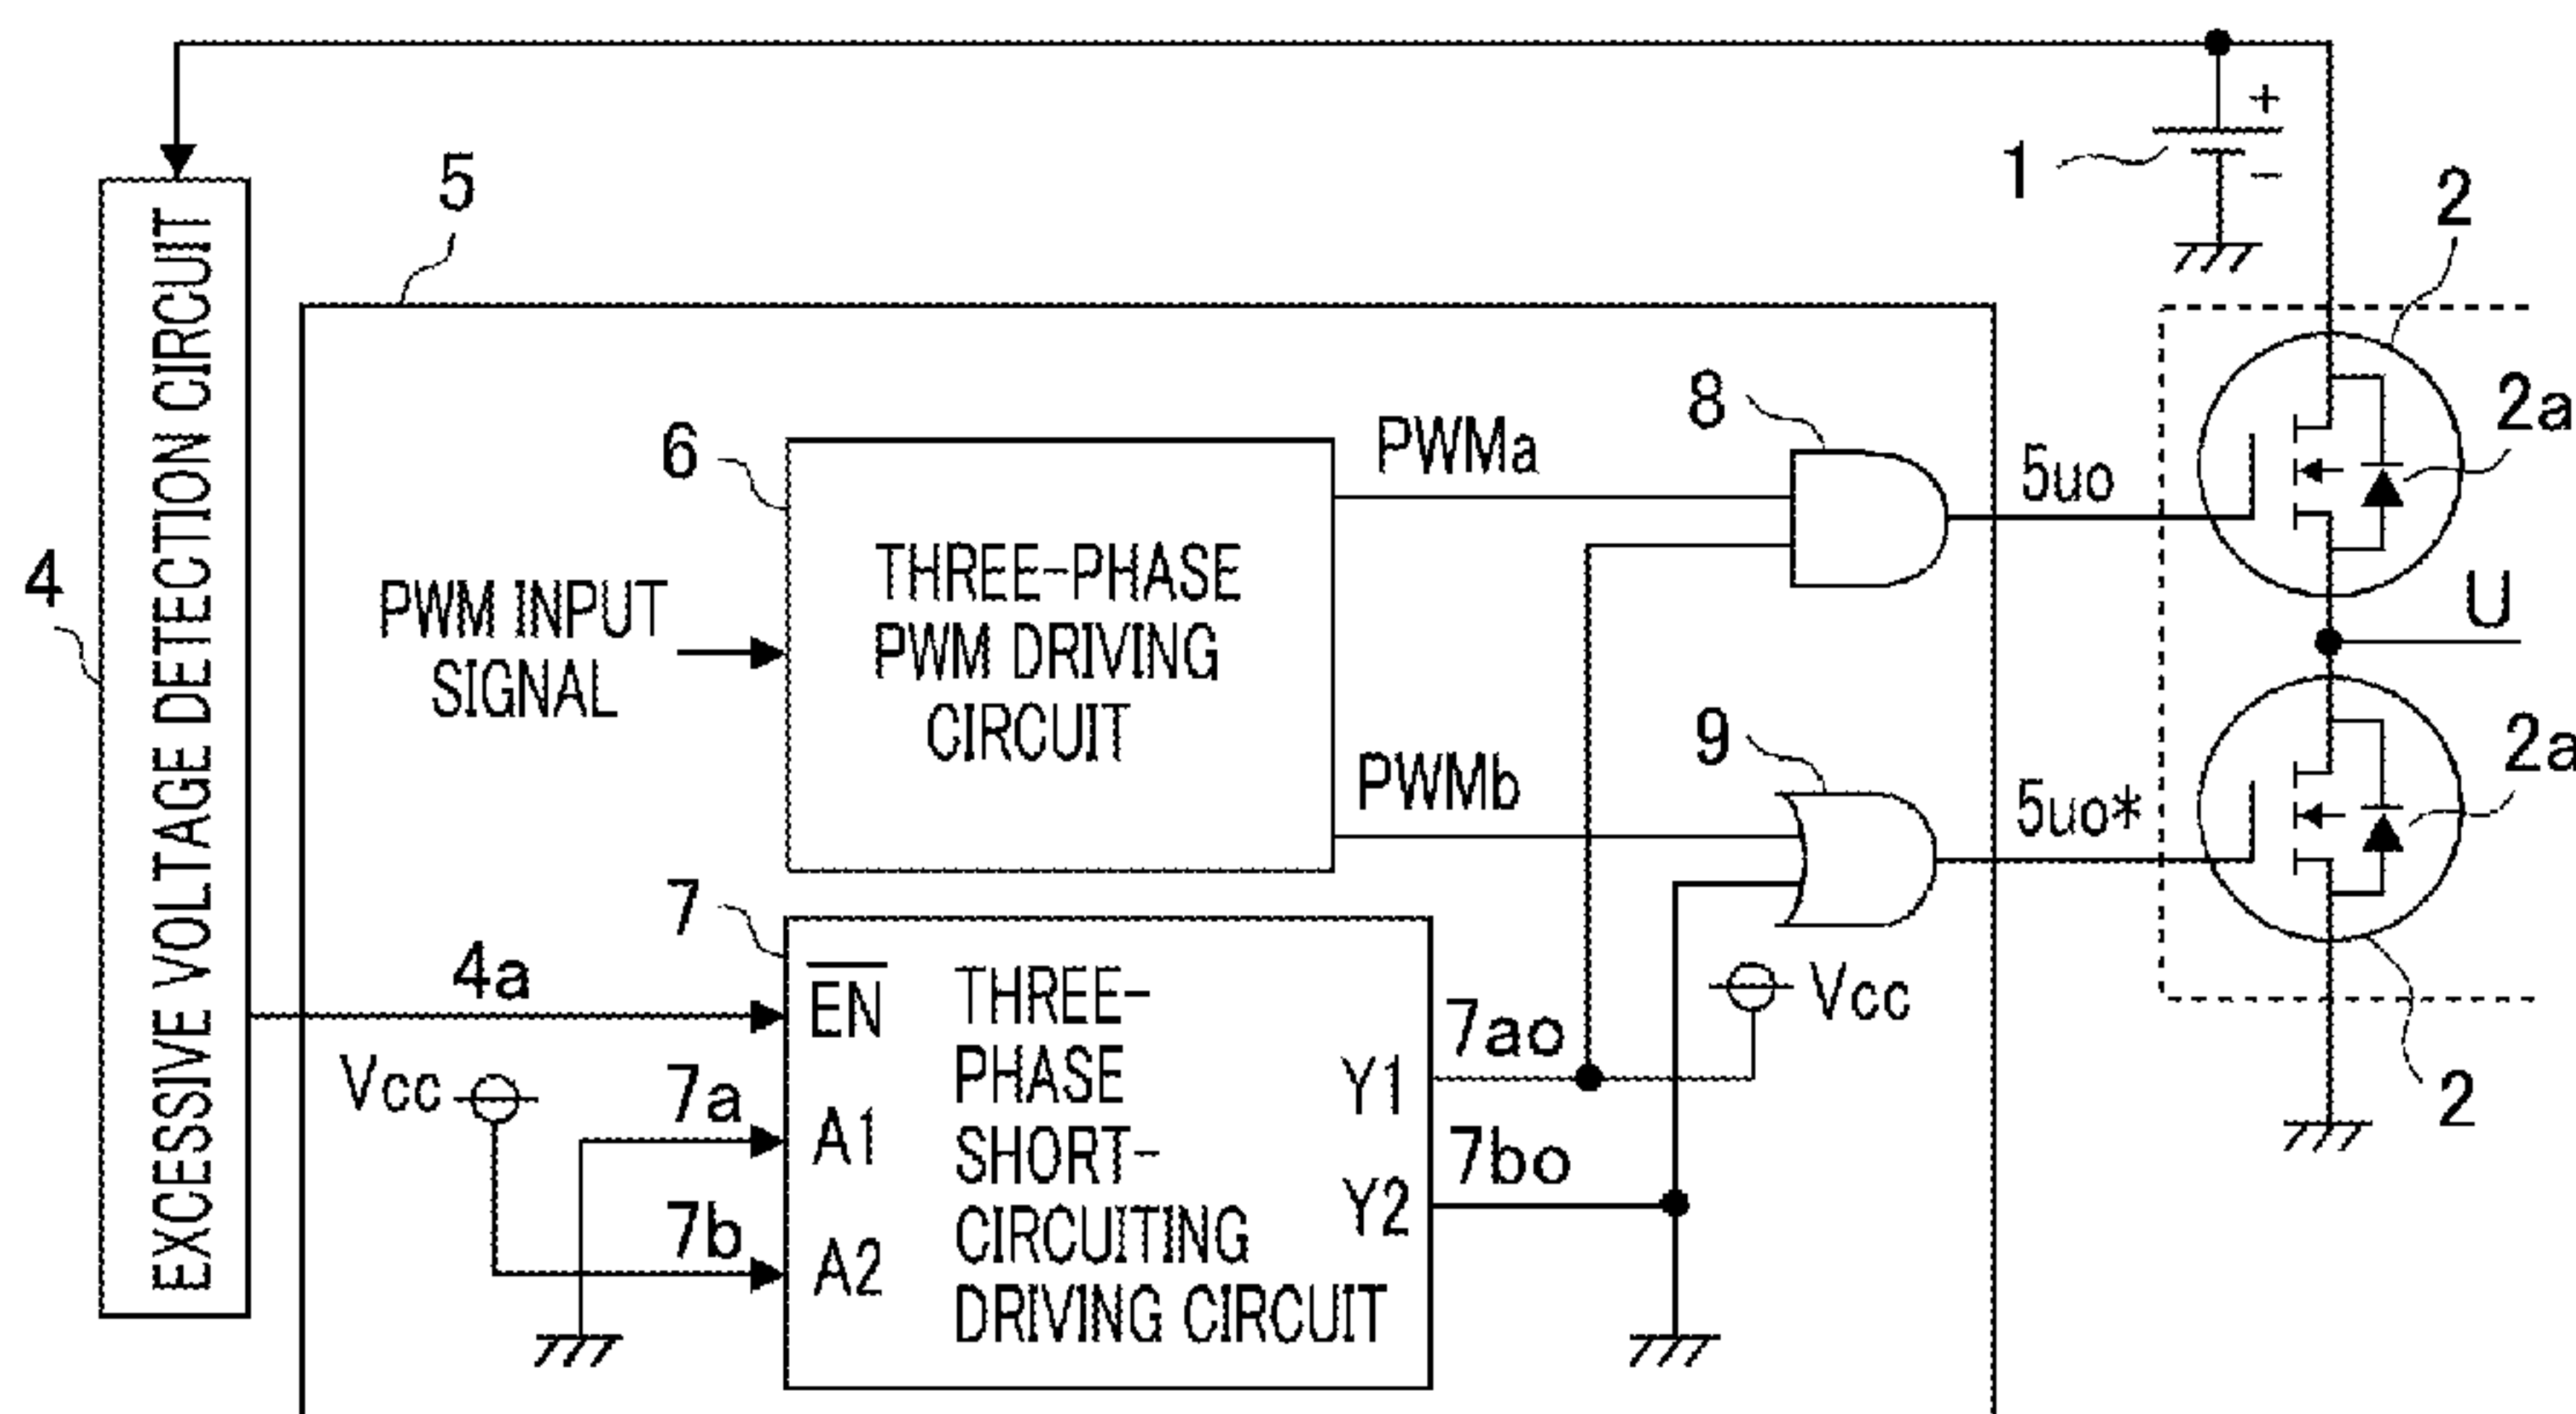 +
1
−
5
2
EXCESSIVE VOLTAGE DETECTION CIRCUIT
4
8
2a
PWMa
6
5uo
THREE-PHASE
PWM DRIVING
CIRCUIT
PWM INPUT
SIGNAL
U
9
2a
PWMb
5uo*
7
4a
EN
THREE-
PHASE
SHORT-
CIRCUITING
DRIVING CIRCUIT
Vcc
7ao
Vcc
7a
A1
Y1
2
7bo
7b
A2
Y2